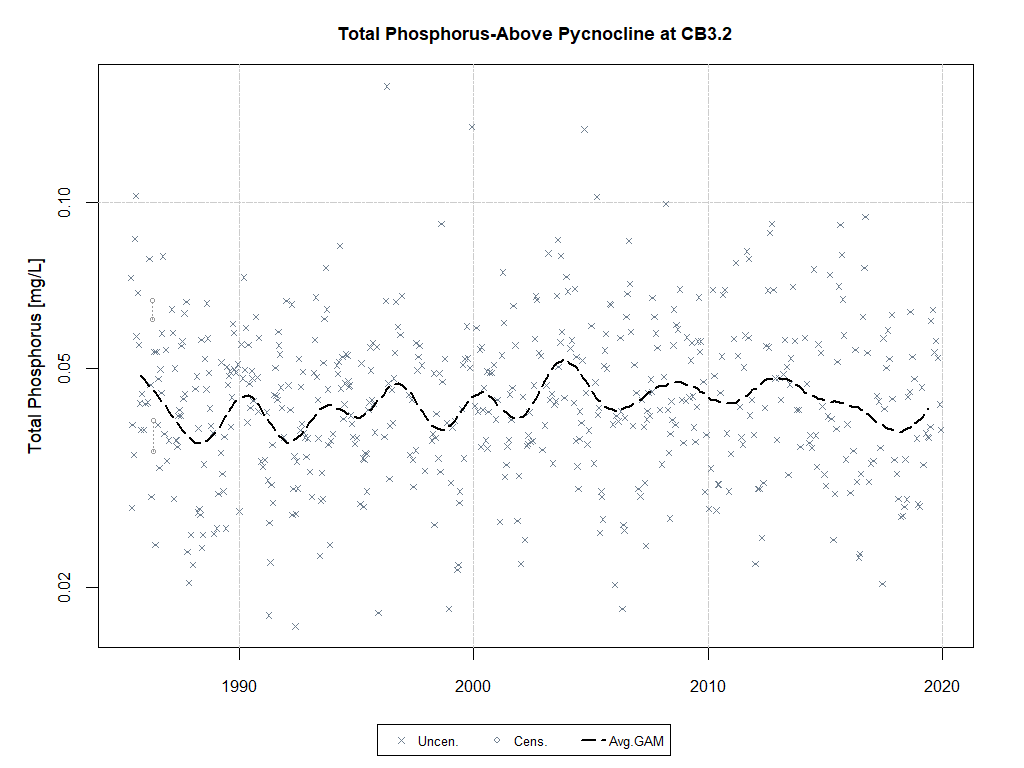 Total Phosphorus-Above Pycnocline at CB3.2
Total Phosphorus [mg/L]
0.10
0.05
0.02
1990 2000 2010 2020
Uncen. Cens. Avg.GAM